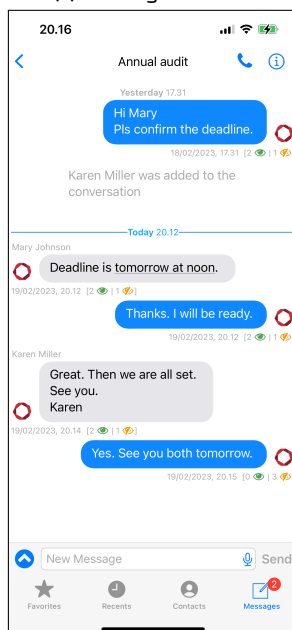 20.16
Annual audit
Yesterday 17.31
Hi Mary
Pls confirm the deadline.
18/02/2023, 17.31 [2 | 1 ]
Karen Miller was added to the
conversation
Today 20.12
Mary Johnson
Deadline is tomorrow at noon.
19/02/2023, 20.12 [2 | 1 ]
Thanks. I will be ready.
19/02/2023, 20.12 [2 | 1 ]
Karen Miller
Great. Then we are all set.
See you.
Karen
19/02/2023, 20.14 [2 | 1 ]
Yes. See you both tomorrow.
19/02/2023, 20.15 [0 | 3 ]
New Message
Send
2
Favorites
Recents
Contacts
Messages